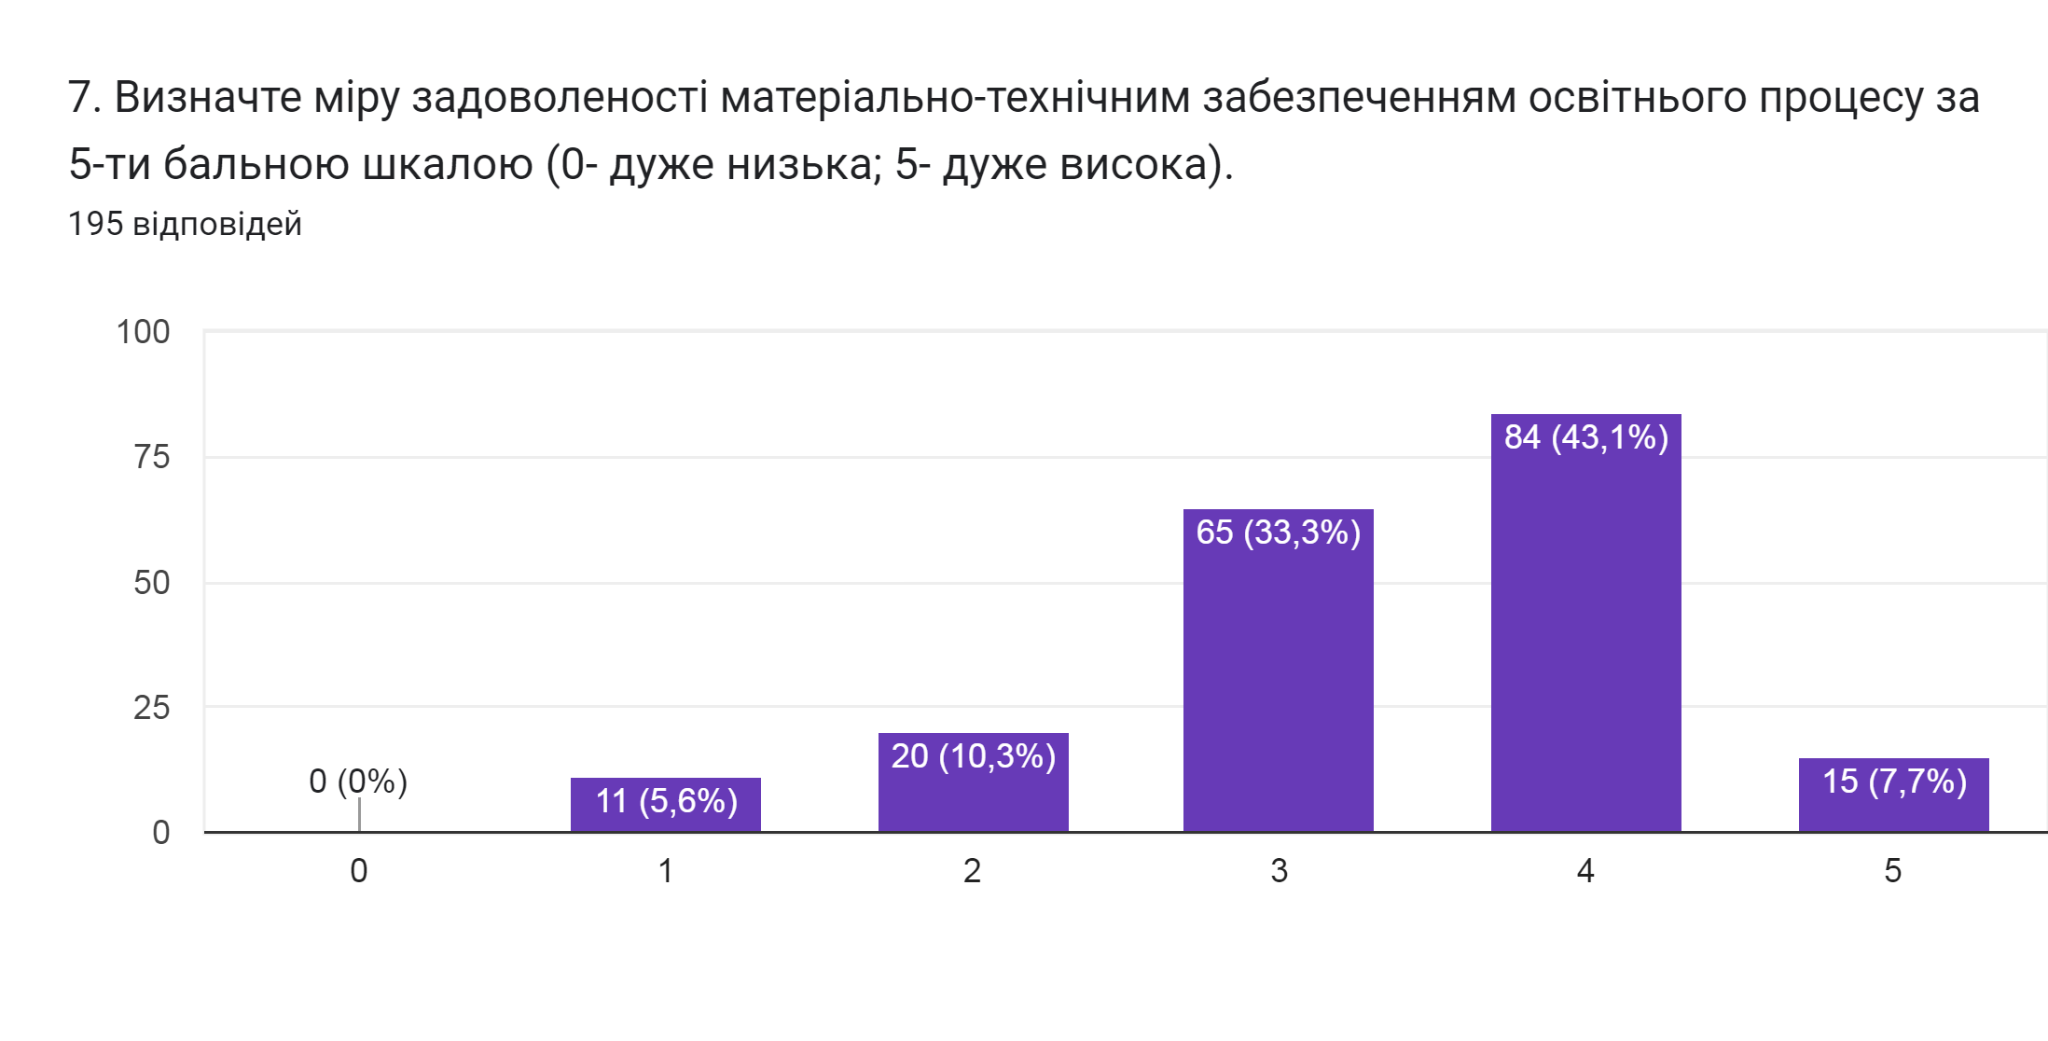 7. Визначте міру задоволеності матеріально-технічним забезпеченням освітнього процесу за
5-ти бальною шкалою (0- дуже низька; 5- дуже висока).
195 відповідей
100
75
50
25
0
0 (0%)
11 (5,6%)
20 (10,3%)
65 (33,3%)
84 (43,1%)
15 (7,7%)
0 1 2 3 4 5